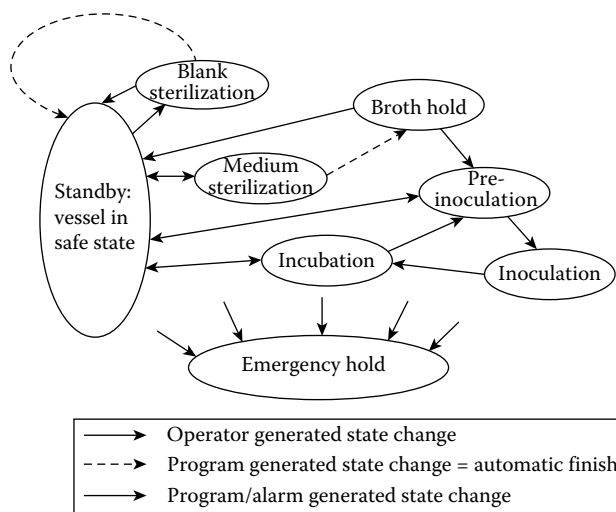 Blank
sterilization
Broth hold
Standby:
vessel in
safe state
Medium
sterilization
Pre-
inoculation
Incubation
Inoculation
Emergency hold
Operator generated state change
Program generated state change = automatic finish
Program/alarm generated state change